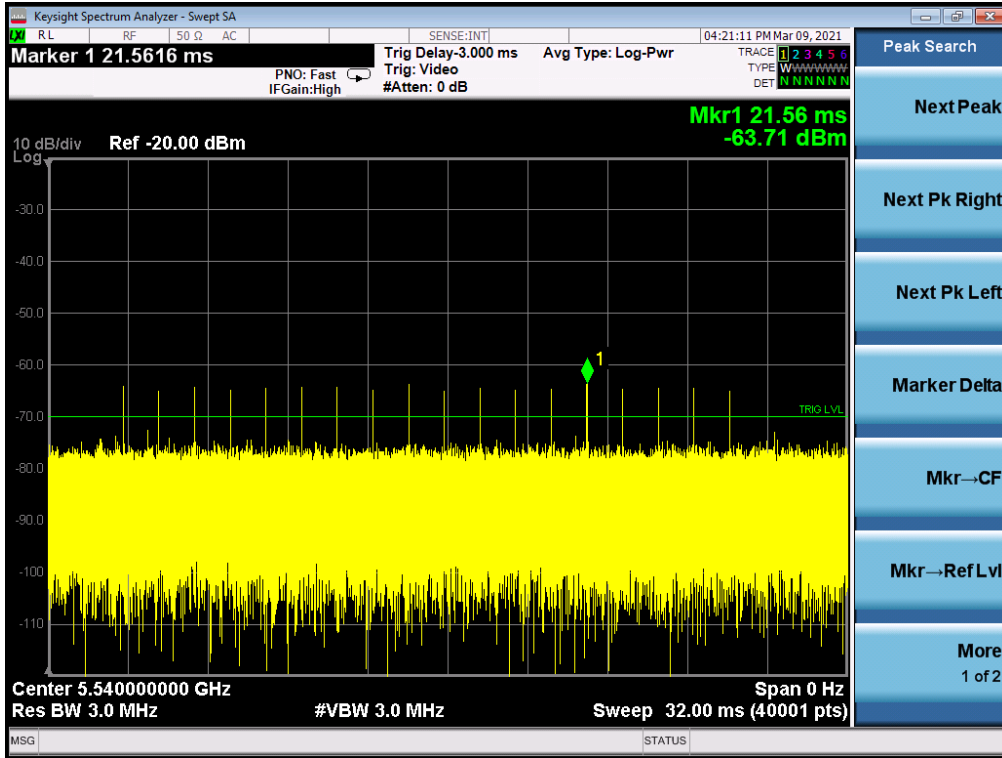 Keysight Spectrum Analyzer - Swept SA
LXI RL RF 50 Ω AC SENSE:INT 04:21:11 PM Mar 09, 2021
Marker 1 21.5616 ms
PNO: Fast
IFGain:High
Trig Delay-3.000 ms
Trig: Video
#Atten: 0 dB
Avg Type: Log-Pwr
TRACE 1 2 3 4 5 6
TYPE WWWWWW
DET N N N N N N
Peak Search
Mkr1 21.56 ms
-63.71 dBm
10 dB/div Ref -20.00 dBm
Log
-30.0
-40.0
-50.0
-60.0
-70.0
-80.0
-90.0
-100
-110
1
TRIG LVL
Center 5.540000000 GHz
Span 0 Hz
Res BW 3.0 MHz
#VBW 3.0 MHz
Sweep 32.00 ms (40001 pts)
MSG
STATUS
Next Peak
Next Pk Right
Next Pk Left
Marker Delta
Mkr→CF
Mkr→Ref Lvl
More
1 of 2